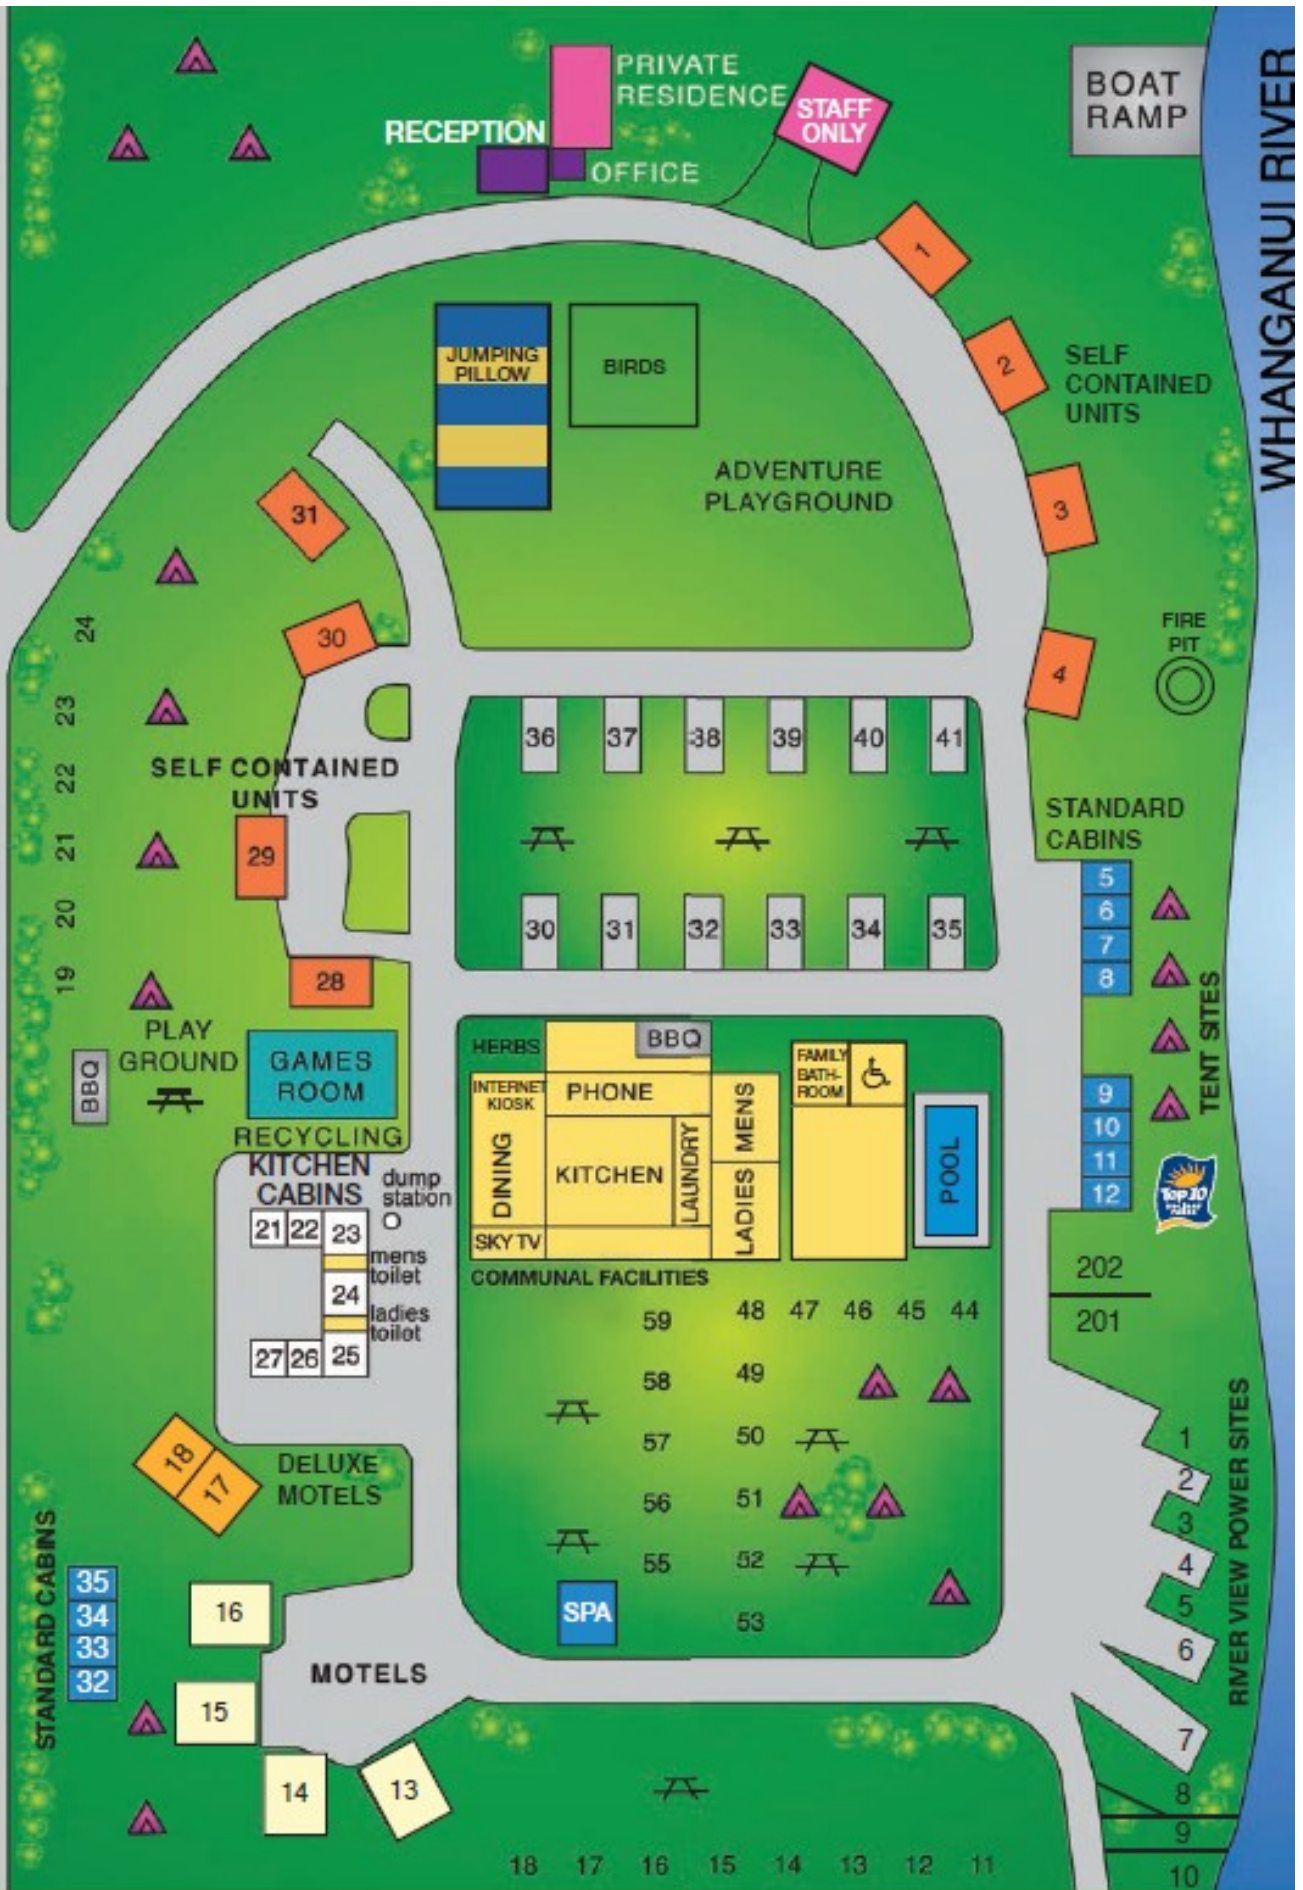 PRIVATE
RESIDENCE
STAFF
ONLY
BOAT
RAMP
WHANGANUI RIVER
RECEPTION
OFFICE
1
2
SELF
CONTAINED
UNITS
3
4
JUMPING
PILLOW
BIRDS
ADVENTURE
PLAYGROUND
31
30
24
23
22
21
20
19
SELF CONTAINED
UNITS
29
28
FIRE
PIT
36 37 38 39 40 41
30 31 32 33 34 35
STANDARD
CABINS
5
6
7
8
TENT SITES
9
10
11
12
Top 10
202
201
PLAY
GROUND
BBQ
GAMES
ROOM
RECYCLING
KITCHEN
CABINS
dump
station
21 22 23
mens
toilet
24
ladies
toilet
27 26 25
HERBS
BBQ
INTERNET
KIOSK
PHONE
DINING
KITCHEN
LAUNDRY
MENS
LADIES
SKY TV
FAMILY
BATH-
ROOM
POOL
COMMUNAL FACILITIES
59 48 47 46 45 44
58 49
57 50
56 51
55 52
53
SPA
18
17
DELUXE
MOTELS
STANDARD CABINS
35
34
33
32
16
15
14
13
MOTELS
RIVER VIEW POWER SITES
1
2
3
4
5
6
7
8
9
10
18 17 16 15 14 13 12 11